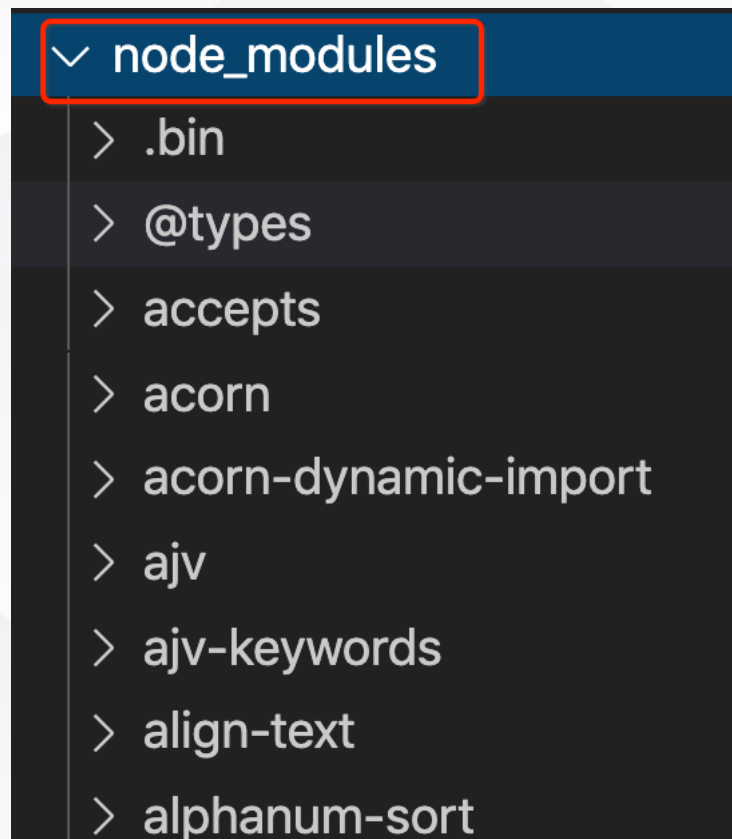 node_modules
.bin
@types
accepts
acorn
acorn-dynamic-import
ajv
ajv-keywords
align-text
alphanum-sort